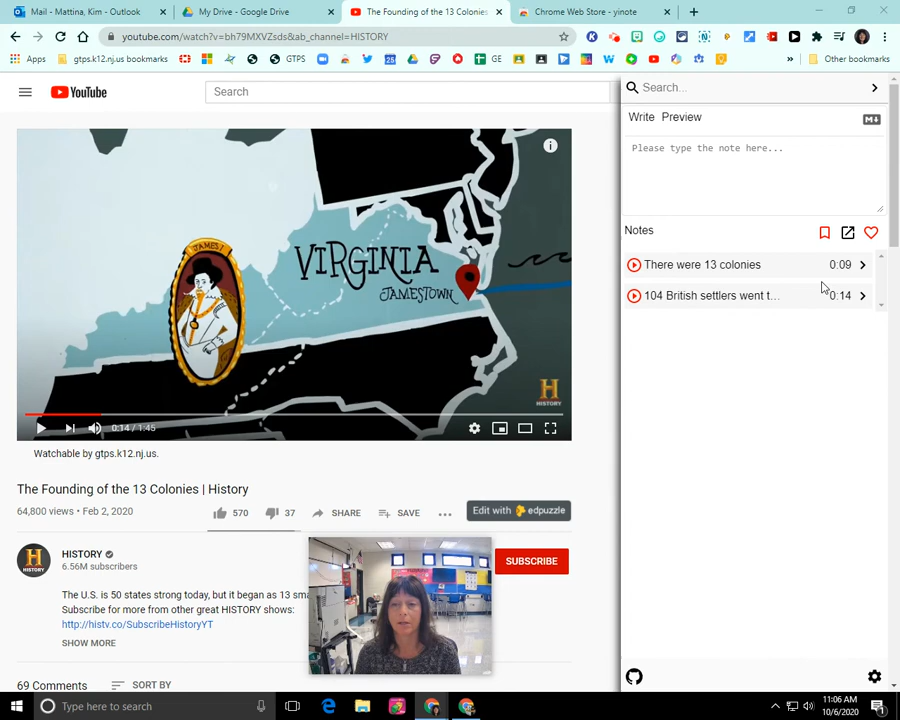 Mail - Mattina, Kim - Outlook
My Drive - Google Drive
The Founding of the 13 Colonies
Chrome Web Store - yinote
youtube.com/watch?v=bh79MXVZsds&ab_channel=HISTORY
Apps
gtps.k12.nj.us bookmarks
GTPS
GE
Other bookmarks
YouTube
Search
Search...
Write Preview
Please type the note here...
JAMES I
VIRGINIA
JAMESTOWN
HISTORY
0:14 / 1:45
Notes
There were 13 colonies 0:09
104 British settlers went t... 0:14
Watchable by gtps.k12.nj.us.
The Founding of the 13 Colonies | History
64,800 views • Feb 2, 2020
570
37
SHARE
SAVE
Edit with edpuzzle
HISTORY
6.56M subscribers
SUBSCRIBE
The U.S. is 50 states strong today, but it began as 13 sma
Subscribe for more from other great HISTORY shows:
http://histv.co/SubscribeHistoryYT
SHOW MORE
69 Comments SORT BY
Type here to search
11:06 AM
10/6/2020